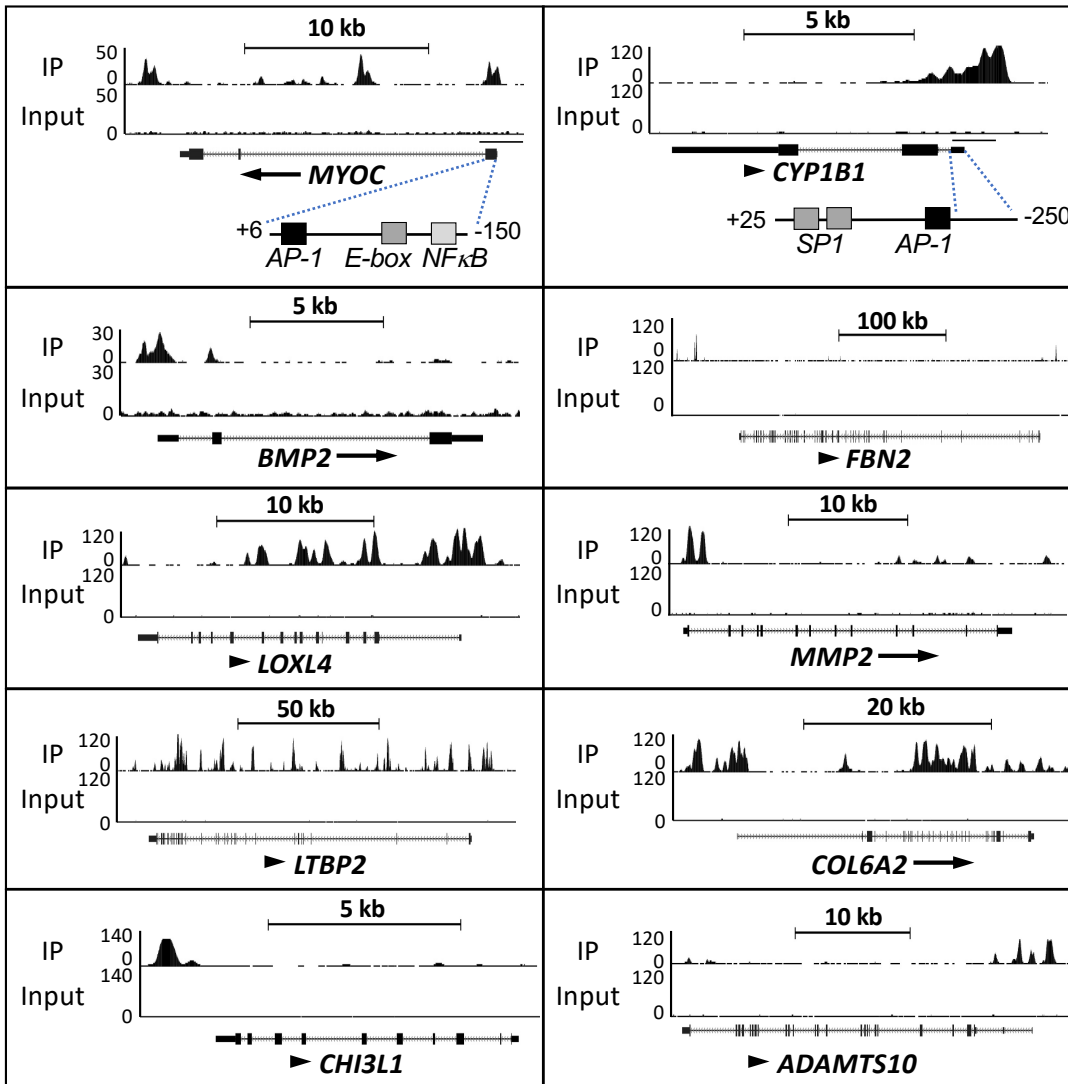 10 kb
IP
50
0
Input
50
0
MYOC
+6
-150
AP-1 E-box NFκB
5 kb
IP
120
0
Input
120
0
CYP1B1
+25
-250
SP1 AP-1
5 kb
IP
30
0
Input
30
0
BMP2
100 kb
IP
120
0
Input
120
0
FBN2
10 kb
IP
120
0
Input
120
0
LOXL4
10 kb
IP
120
0
Input
120
0
MMP2
50 kb
IP
120
0
Input
120
0
LTBP2
20 kb
IP
120
0
Input
120
0
COL6A2
5 kb
IP
140
0
Input
140
0
CHI3L1
10 kb
IP
120
0
Input
120
0
ADAMTS10